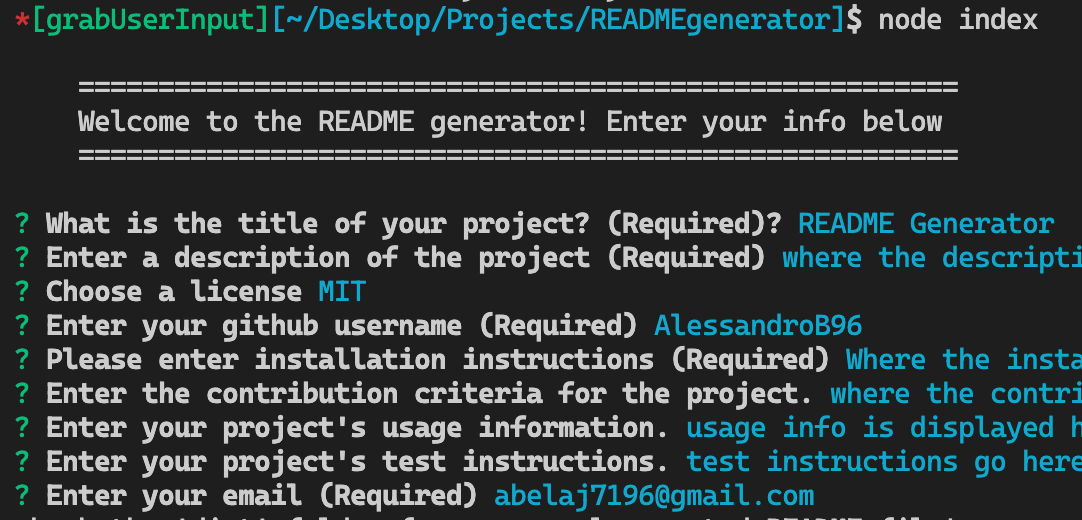 *[grabUserInput][~/Desktop/Projects/READMEgenerator]$ node index
=======================================================
Welcome to the README generator! Enter your info below
=======================================================
? What is the title of your project? (Required)? README Generator
? Enter a description of the project (Required) where the descripti
? Choose a license MIT
? Enter your github username (Required) AlessandroB96
? Please enter installation instructions (Required) Where the insta
? Enter the contribution criteria for the project. where the contri
? Enter your project's usage information. usage info is displayed h
? Enter your project's test instructions. test instructions go here
? Enter your email (Required) abelaj7196@gmail.com